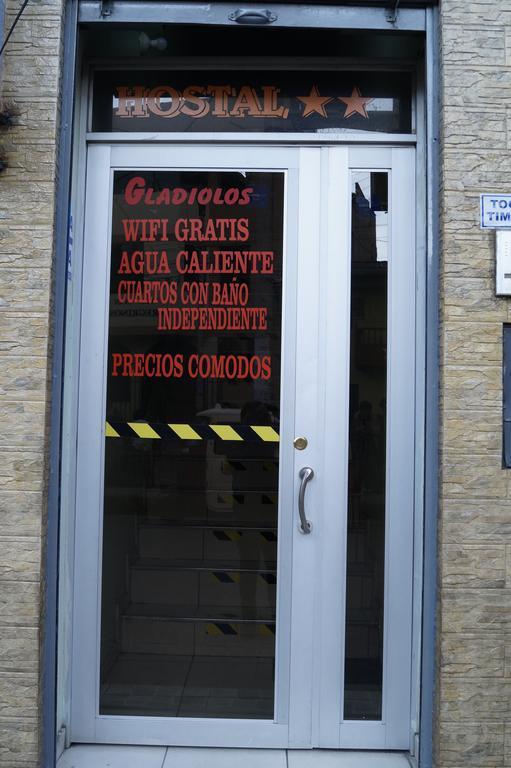 HOSTAL
GLADIOLOS
WIFI GRATIS
AGUA CALIENTE
CUARTOS CON BAÑO
INDEPENDIENTE
PRECIOS COMODOS